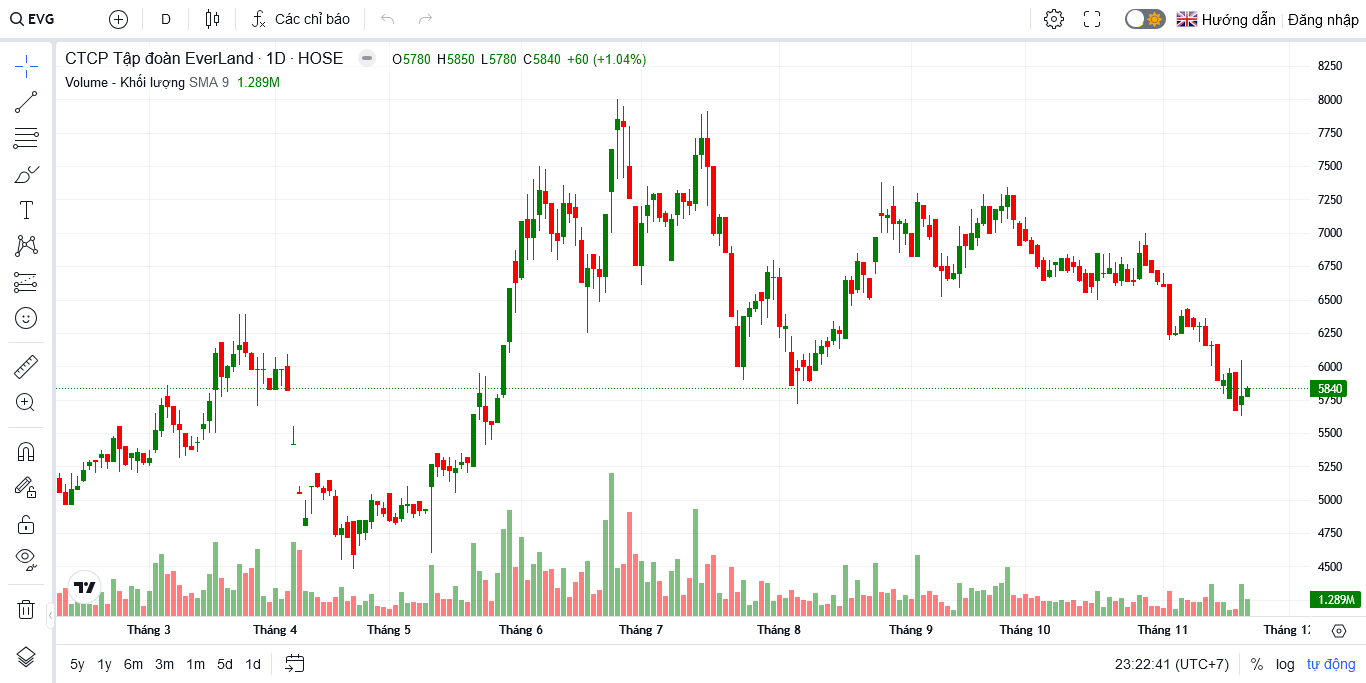 EVG D Các chỉ báo Hướng dẫn Đăng nhập
CTCP Tập đoàn EverLand · 1D · HOSE O5780 H5850 L5780 C5840 +60 (+1.04%)
Volume - Khối lượng SMA 9 1.289M
8250
8000
7750
7500
7250
7000
6750
6500
6250
6000
5840
5750
5500
5250
5000
4750
4500
1.289M
Tháng 3 Tháng 4 Tháng 5 Tháng 6 Tháng 7 Tháng 8 Tháng 9 Tháng 10 Tháng 11 Tháng 12
5y 1y 6m 3m 1m 5d 1d 23:22:41 (UTC+7) % log tự động